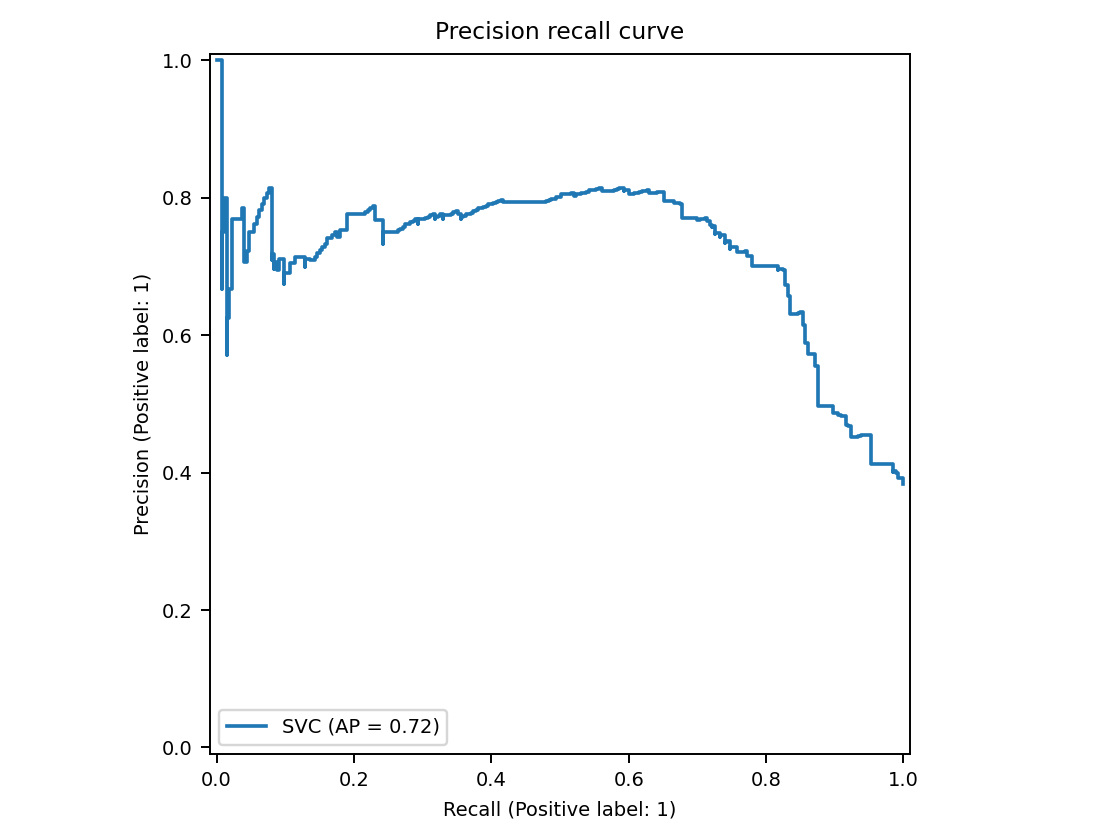 Precision recall curve
1.0
0.8
0.6
0.4
0.2
0.0
Precision (Positive label: 1)
SVC (AP = 0.72)
0.0 0.2 0.4 0.6 0.8 1.0
Recall (Positive label: 1)